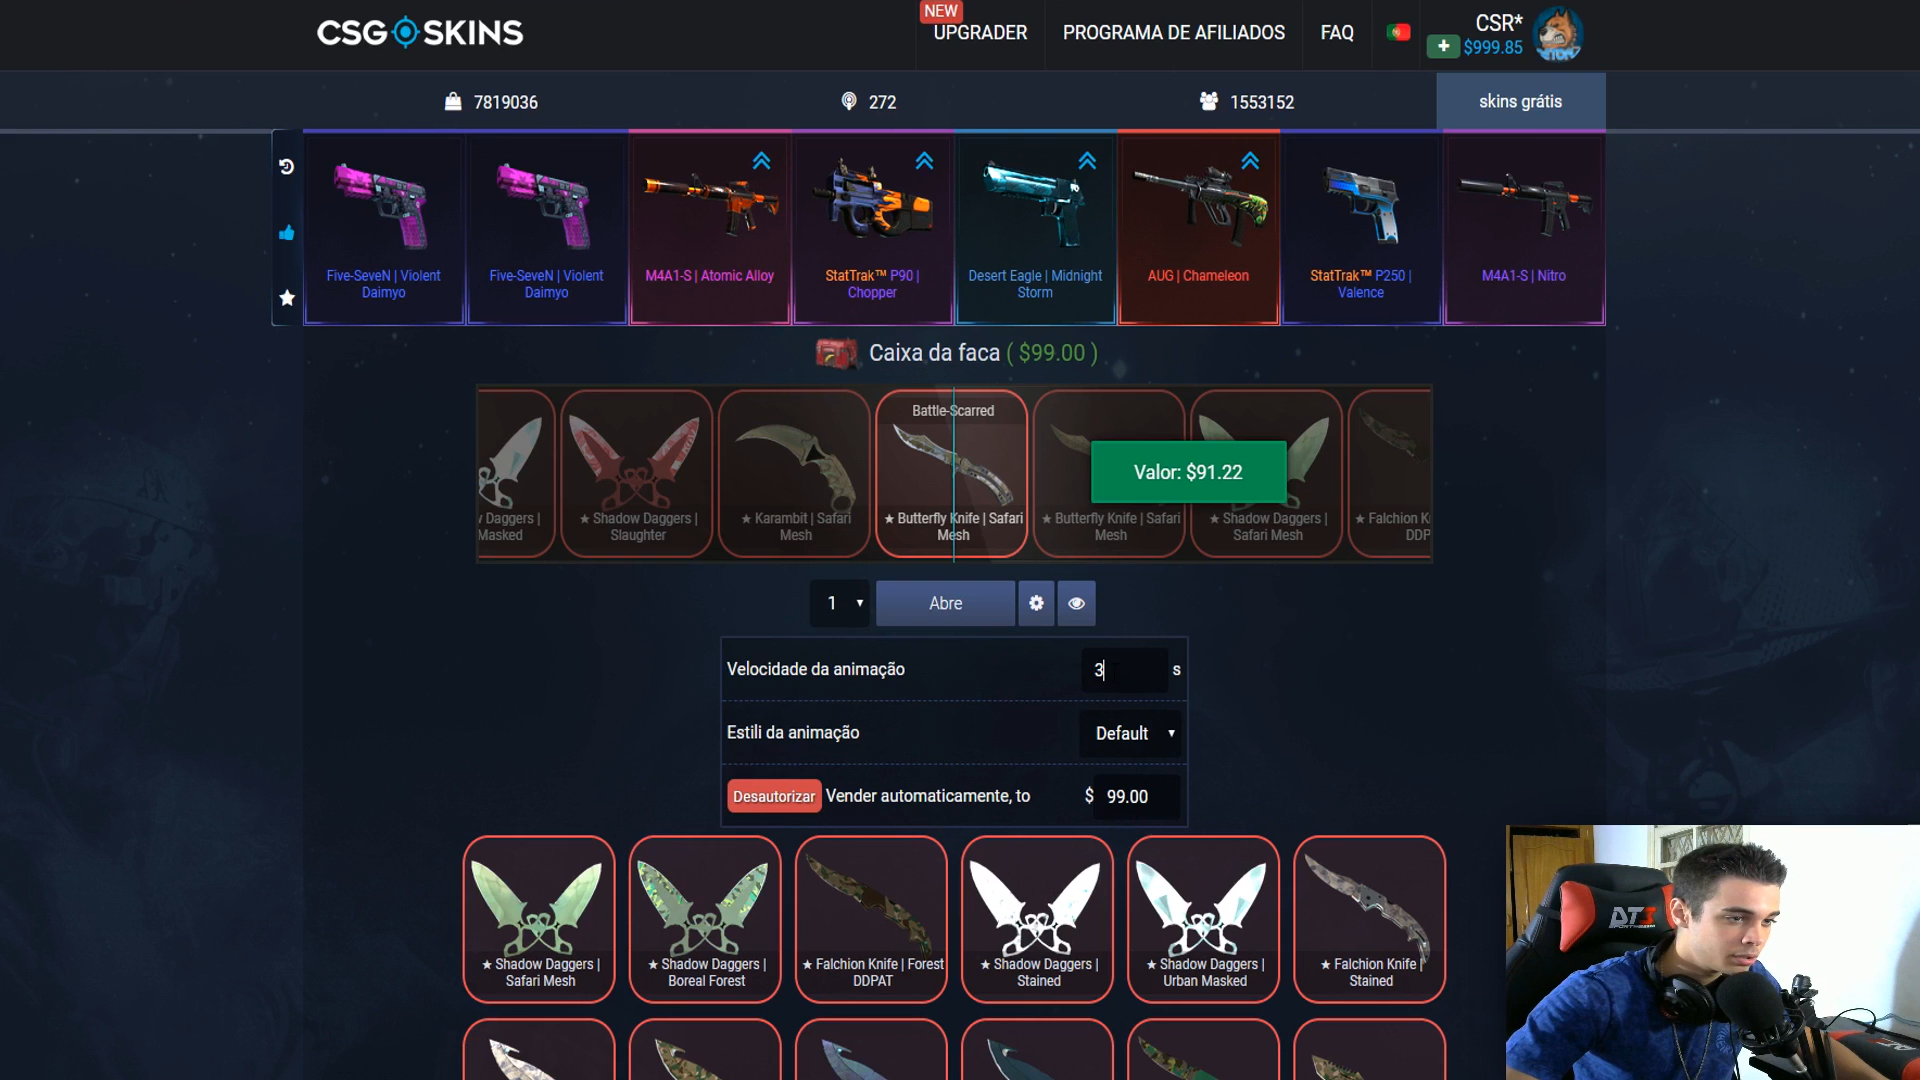 CSGOSKINS
NEW
UPGRADER
PROGRAMA DE AFILIADOS
FAQ
CSR*
$999.85
7819036
272
1553152
skins grátis
Five-SeveN | Violent
Daimyo
Five-SeveN | Violent
Daimyo
M4A1-S | Atomic Alloy
StatTrak™ P90 |
Chopper
Desert Eagle | Midnight
Storm
AUG | Chameleon
StatTrak™ P250 |
Valence
M4A1-S | Nitro
Caixa da faca ( $99.00 )
Daggers |
Masked
★ Shadow Daggers |
Slaughter
★ Karambit | Safari
Mesh
Battle-Scarred
★ Butterfly Knife | Safari
Mesh
★ Butterfly Knife | Safari
Mesh
★ Shadow Daggers |
Safari Mesh
★ Falchion K
DDP
Valor: $91.22
1
Abre
Velocidade da animação
3
s
Estili da animação
Default
Desautorizar
Vender automaticamente, to
$ 99.00
★ Shadow Daggers |
Safari Mesh
★ Shadow Daggers |
Boreal Forest
★ Falchion Knife | Forest
DDPAT
★ Shadow Daggers |
Stained
★ Shadow Daggers |
Urban Masked
★ Falchion Knife |
Stained
DT3